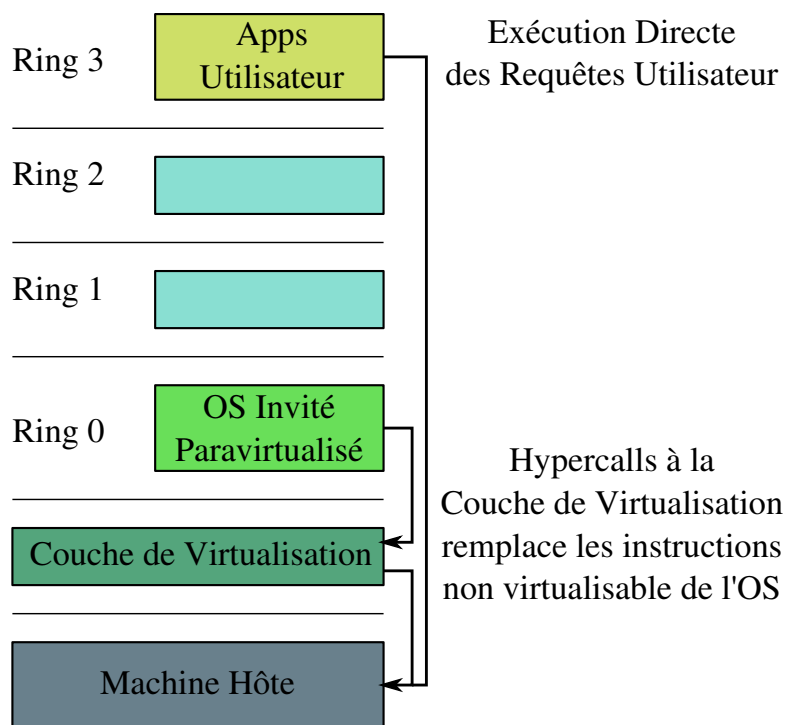 Ring 3
Apps
Utilisateur
Exécution Directe
des Requêtes Utilisateur
Ring 2
Ring 1
Ring 0
OS Invité
Paravirtualisé
Hypercalls à la
Couche de Virtualisation
remplace les instructions
non virtualisable de l'OS
Couche de Virtualisation
Machine Hôte